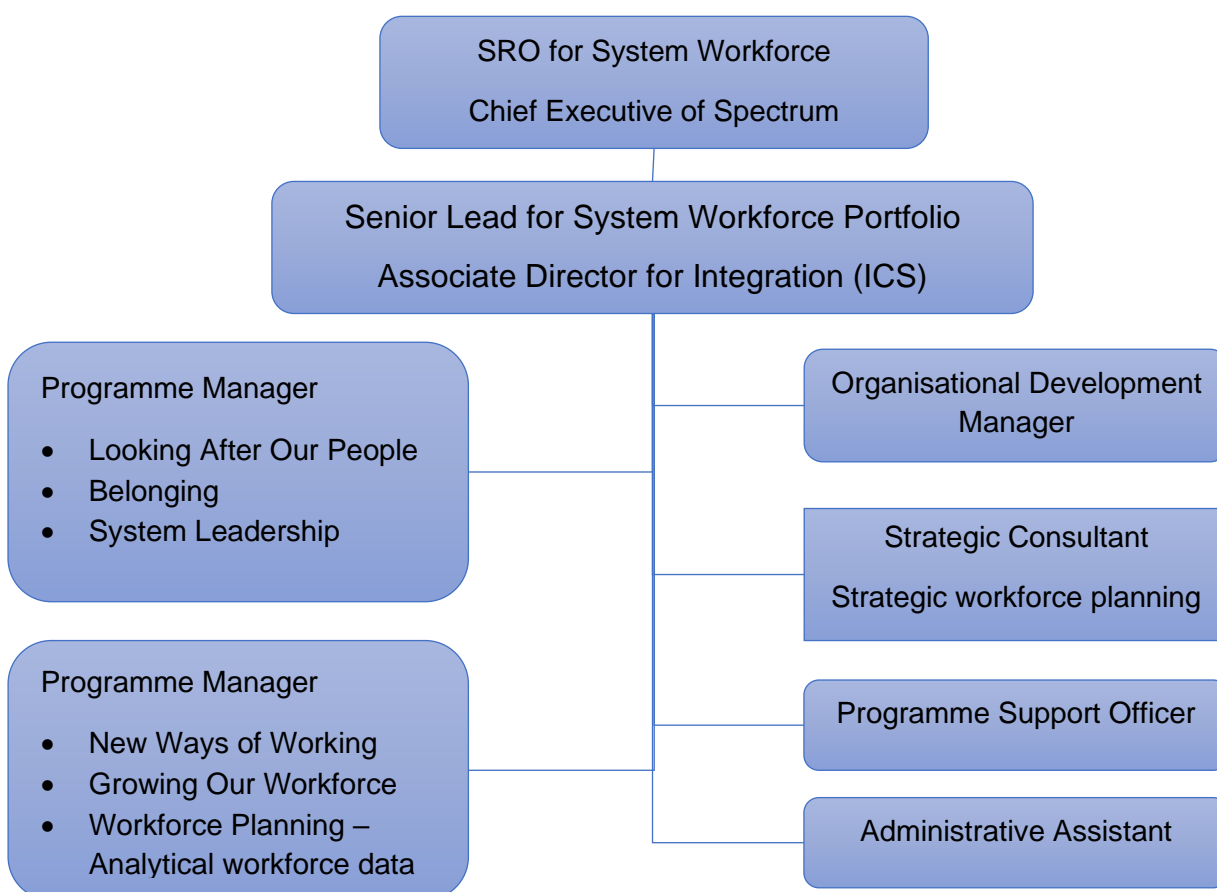 SRO for System Workforce
Chief Executive of Spectrum
Senior Lead for System Workforce Portfolio
Associate Director for Integration (ICS)
Programme Manager
• Looking After Our People
• Belonging
• System Leadership
Programme Manager
• New Ways of Working
• Growing Our Workforce
• Workforce Planning –
Analytical workforce data
Organisational Development
Manager
Strategic Consultant
Strategic workforce planning
Programme Support Officer
Administrative Assistant